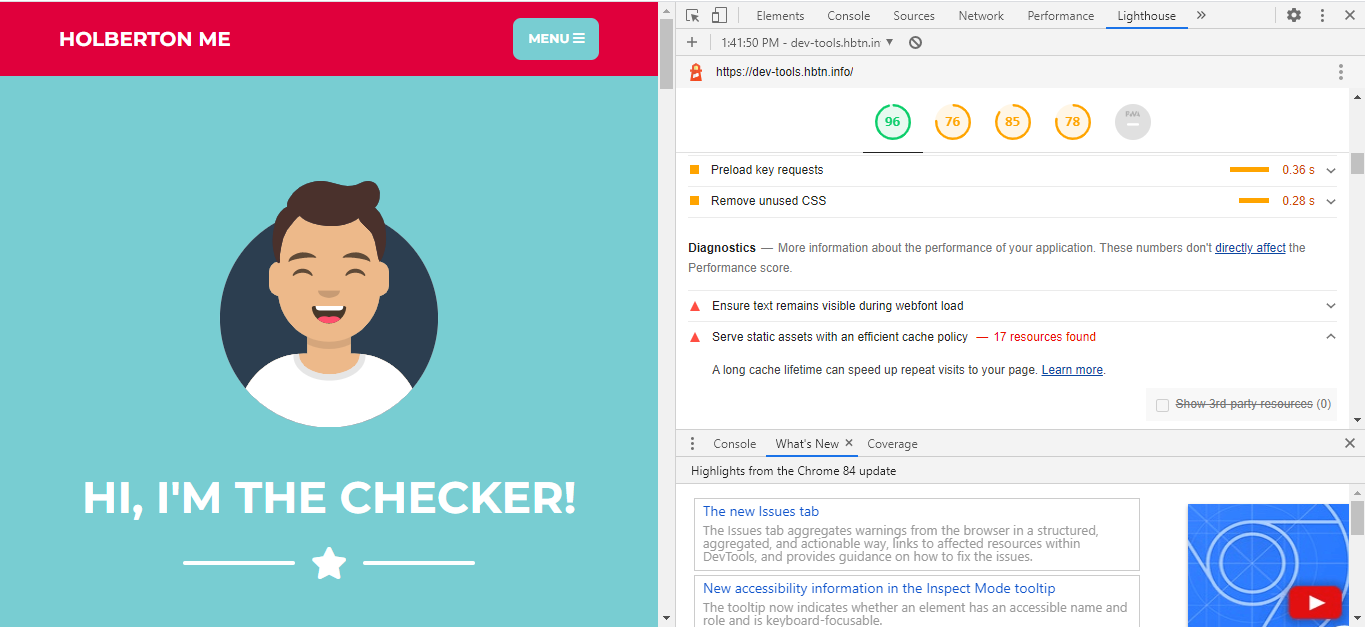 HOLBERTON ME
MENU
HI, I'M THE CHECKER!
Elements Console Sources Network Performance Lighthouse
1:41:50 PM - dev-tools.hbtn.in
https://dev-tools.hbtn.info/
96 76 85 78 PWA
Preload key requests 0.36 s
Remove unused CSS 0.28 s
Diagnostics — More information about the performance of your application. These numbers don't directly affect the
Performance score.
Ensure text remains visible during webfont load
Serve static assets with an efficient cache policy — 17 resources found
A long cache lifetime can speed up repeat visits to your page. Learn more.
Show 3rd-party resources (0)
Console What's New Coverage
Highlights from the Chrome 84 update
The new Issues tab
The Issues tab aggregates warnings from the browser in a structured,
aggregated, and actionable way, links to affected resources within
DevTools, and provides guidance on how to fix the issues.
New accessibility information in the Inspect Mode tooltip
The tooltip now indicates whether an element has an accessible name and
role and is keyboard-focusable.